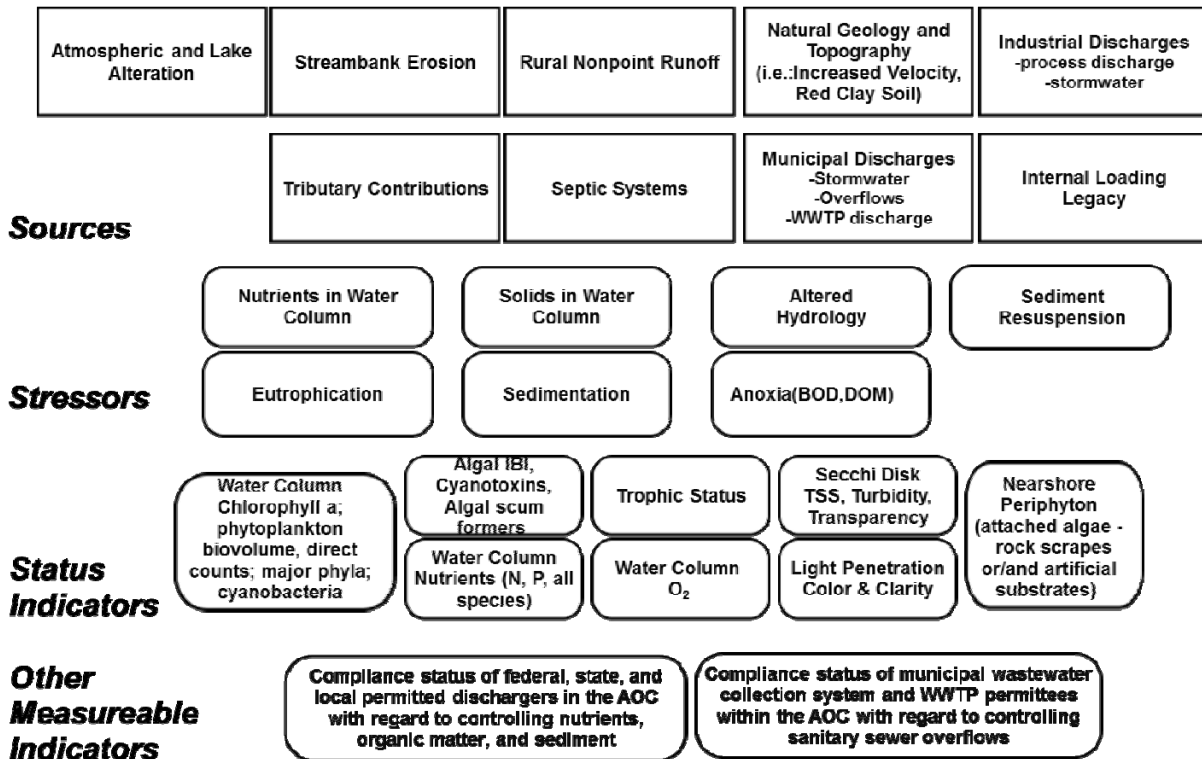 Atmospheric and Lake
Alteration
Streambank Erosion
Rural Nonpoint Runoff
Natural Geology and
Topography
(i.e.:Increased Velocity,
Red Clay Soil)
Industrial Discharges
-process discharge
-stormwater
Sources
Tributary Contributions
Septic Systems
Municipal Discharges
-Stormwater
-Overflows
-WWTP discharge
Internal Loading
Legacy
Stressors
Nutrients in Water
Column
Solids in Water
Column
Altered
Hydrology
Sediment
Resuspension
Eutrophication
Sedimentation
Anoxia(BOD,DOM)
Status
Indicators
Water Column
Chlorophyll a;
phytoplankton
biovolume, direct
counts; major phyla;
cyanobacteria
Algal IBI,
Cyanotoxins,
Algal scum
formers
Trophic Status
Secchi Disk
TSS, Turbidity,
Transparency
Nearshore
Periphyton
(attached algae -
rock scrapes
or/and artificial
substrates)
Water Column
Nutrients (N, P, all
species)
Water Column
O₂
Light Penetration
Color & Clarity
Other
Measureable
Indicators
Compliance status of federal, state, and
local permitted dischargers in the AOC
with regard to controlling nutrients,
organic matter, and sediment
Compliance status of municipal wastewater
collection system and WWTP permittees
within the AOC with regard to controlling
sanitary sewer overflows